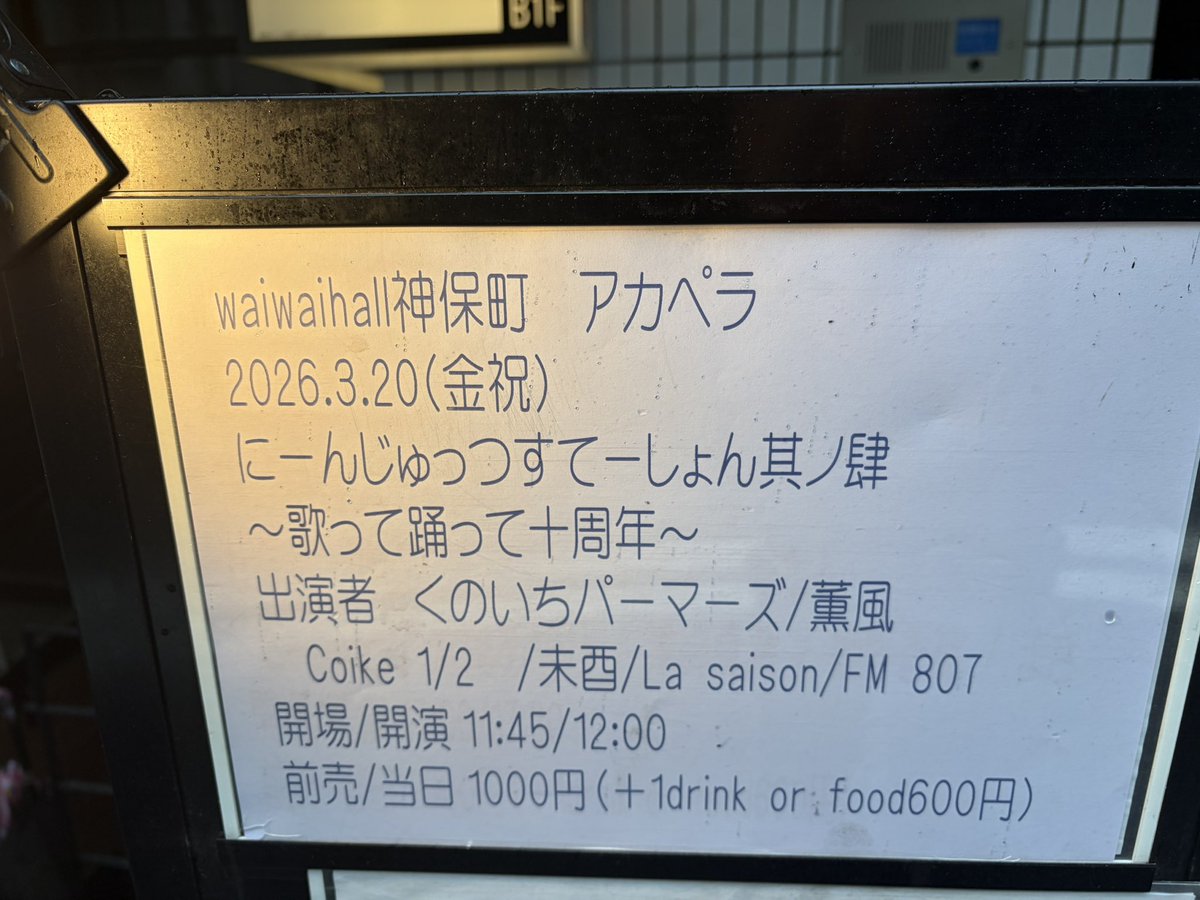 B1F
waiwaihall神保町　アカペラ
2026.3.20(金祝)
にーんじゅっつすてーしょん其ノ肆
～歌って踊って十周年～
出演者　くのいちパーマーズ/薫風
Coike 1/2　/未酉/La saison/FM 807
開場/開演 11:45/12:00
前売/当日 1000円(＋1drink or food600円)